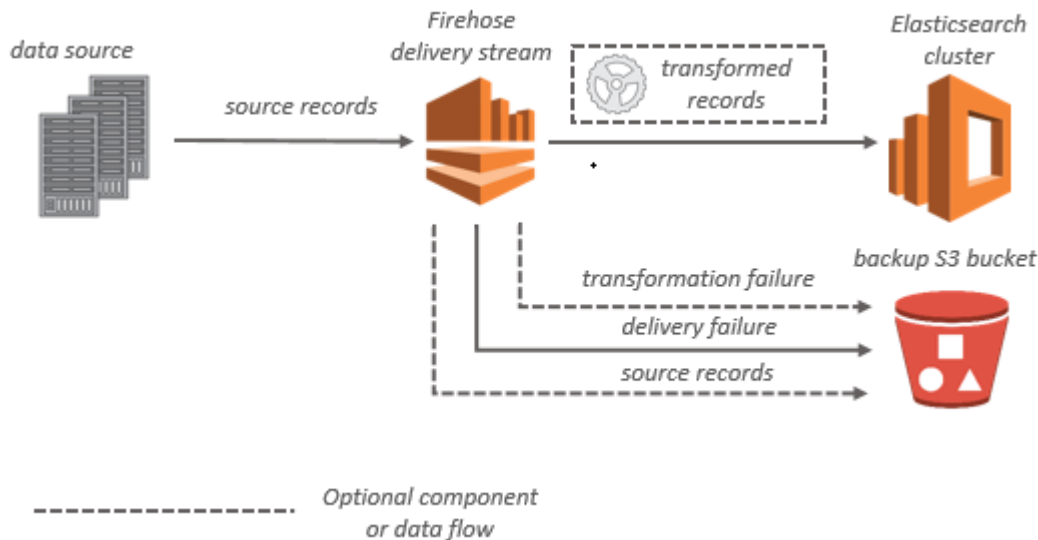 data source
source records
Firehose
delivery stream
transformed
records
Elasticsearch
cluster
backup S3 bucket
transformation failure
delivery failure
source records
Optional component
or data flow